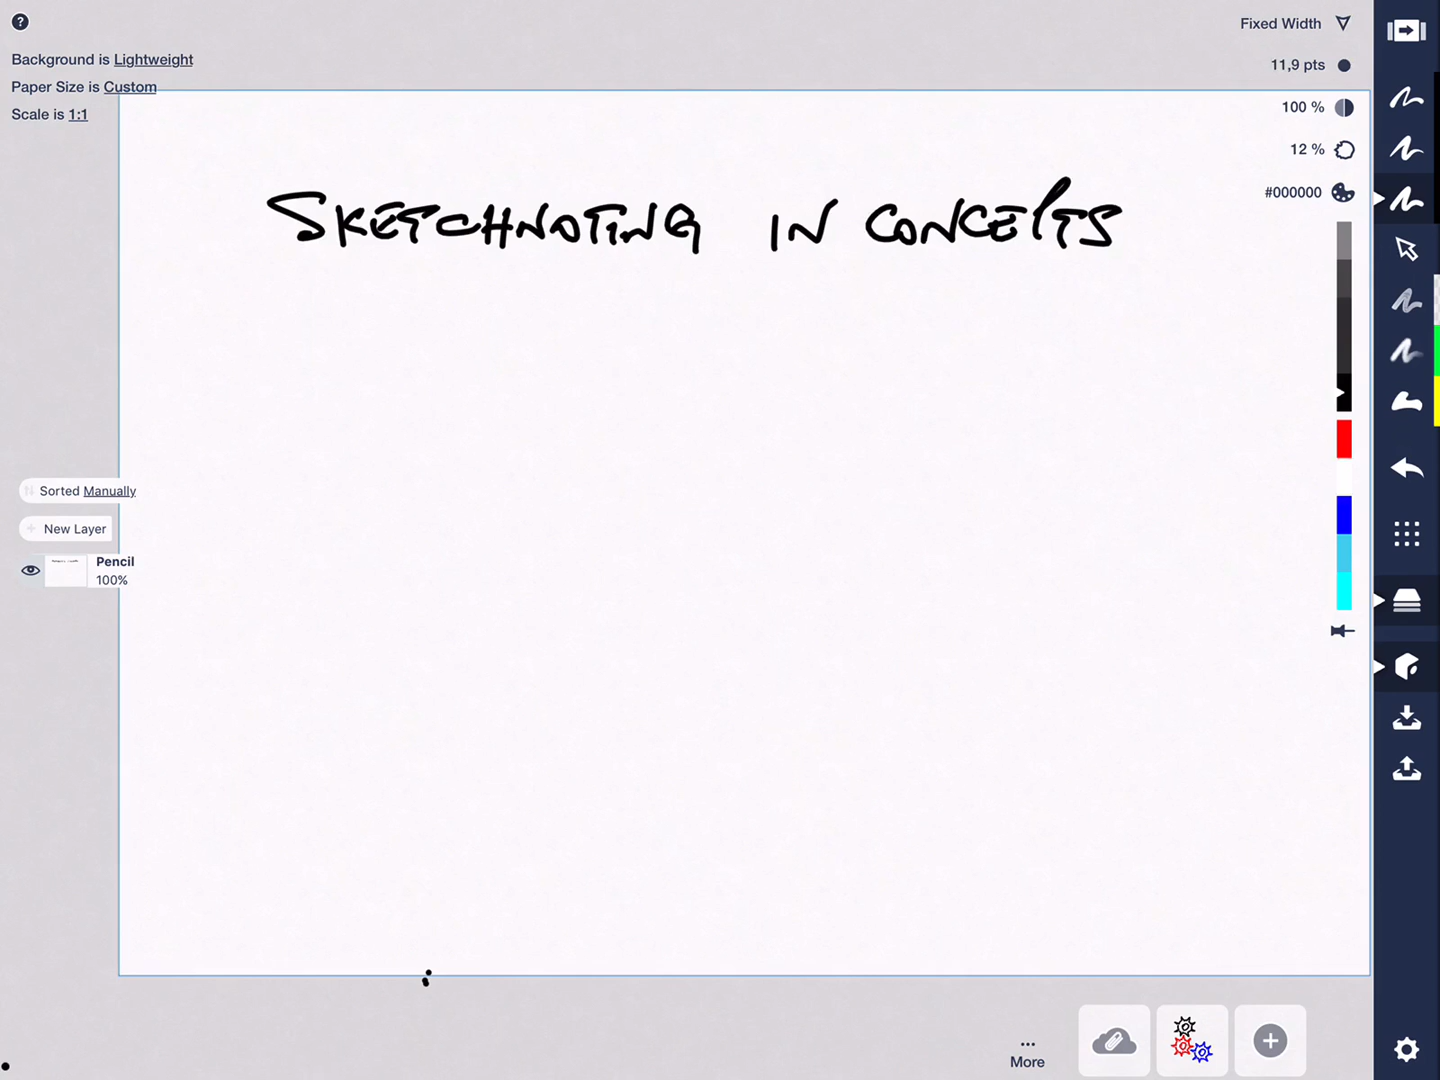 ?
Fixed Width
Background is Lightweight
11,9 pts
Paper Size is Custom
100 %
Scale is 1:1
12 %
#000000
SKETCHNOTING IN CONCEPTS
Sorted Manually
+ New Layer
Pencil
100%
... More